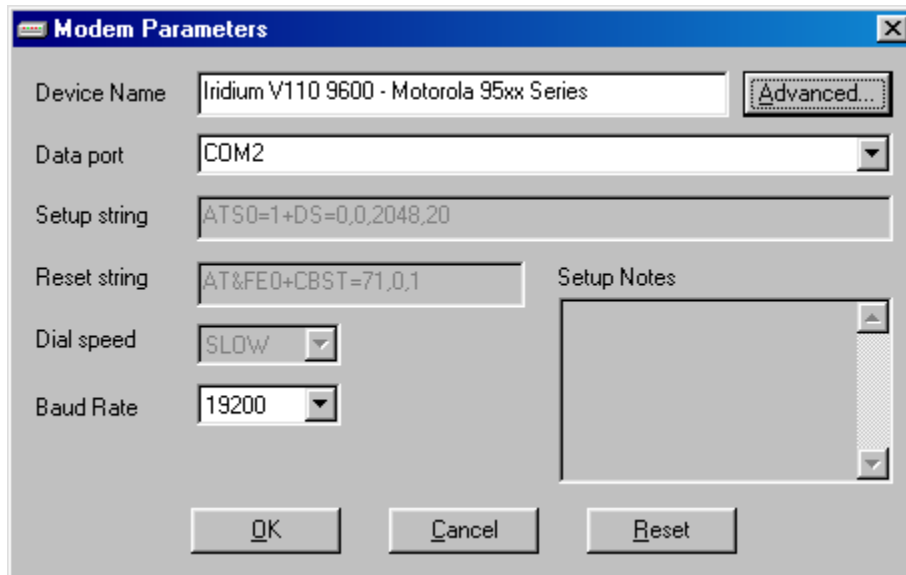 Modem Parameters
Device Name Iridium V110 9600 - Motorola 95xx Series Advanced...
Data port COM2
Setup string ATS0=1+DS=0,0,2048,20
Reset string AT&FE0+CBST=71,0,1 Setup Notes
Dial speed SLOW
Baud Rate 19200
OK Cancel Reset